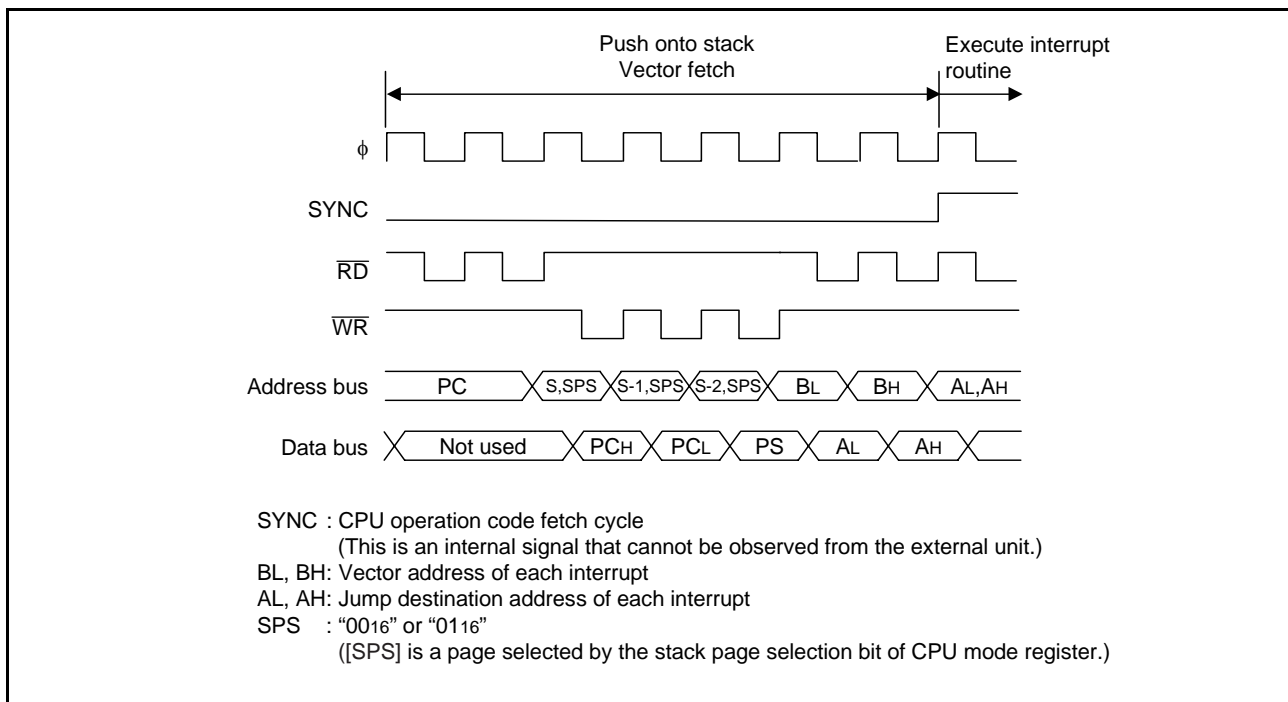 Push onto stack
Vector fetch
Execute interrupt
routine
ϕ
SYNC
RD
WR
Address bus
PC
S,SPS
S-1,SPS
S-2,SPS
BL
BH
AL,AH
Data bus
Not used
PCH
PCL
PS
AL
AH
SYNC : CPU operation code fetch cycle
(This is an internal signal that cannot be observed from the external unit.)
BL, BH: Vector address of each interrupt
AL, AH: Jump destination address of each interrupt
SPS : “0016” or “0116”
([SPS] is a page selected by the stack page selection bit of CPU mode register.)